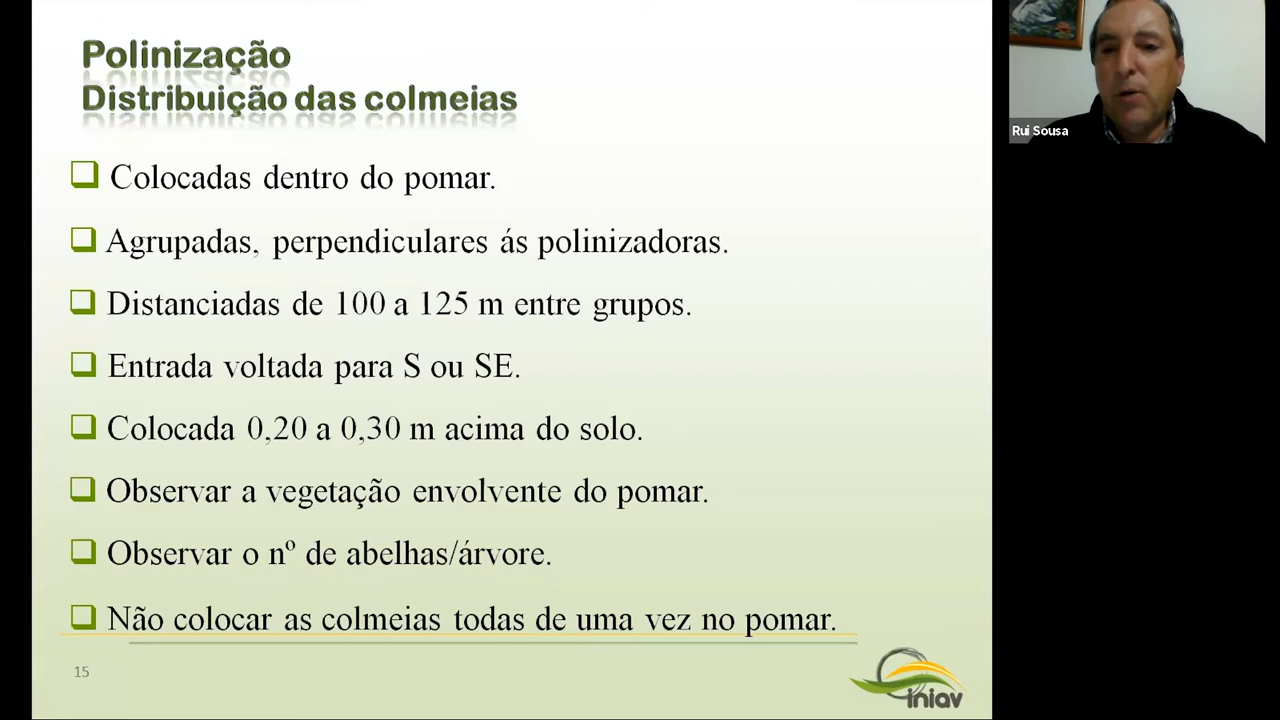 Polinização
Distribuição das colmeias
Colocadas dentro do pomar.
Agrupadas, perpendiculares ás polinizadoras.
Distanciadas de 100 a 125 m entre grupos.
Entrada voltada para S ou SE.
Colocada 0,20 a 0,30 m acima do solo.
Observar a vegetação envolvente do pomar.
Observar o nº de abelhas/árvore.
Não colocar as colmeias todas de uma vez no pomar.
15
iniav
Rui Sousa